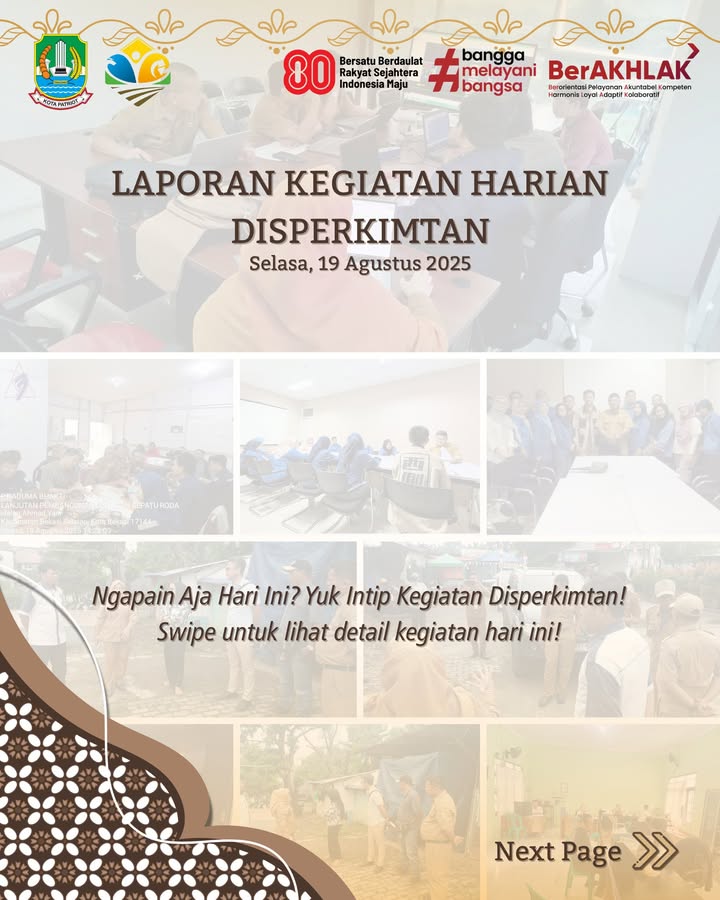 KOTA PATRIOT
80
Bersatu Berdaulat
Rakyat Sejahtera
Indonesia Maju
#bangga
melayani
bangsa
BerAKHLAK
Berorientasi Pelayanan Akuntabel Kompeten
Harmonis Loyal Adaptif Kolaboratif
LAPORAN KEGIATAN HARIAN
DISPERKIMTAN
Selasa, 19 Agustus 2025
Ngapain Aja Hari Ini? Yuk Intip Kegiatan Disperkimtan!
Swipe untuk lihat detail kegiatan hari ini!
Next Page